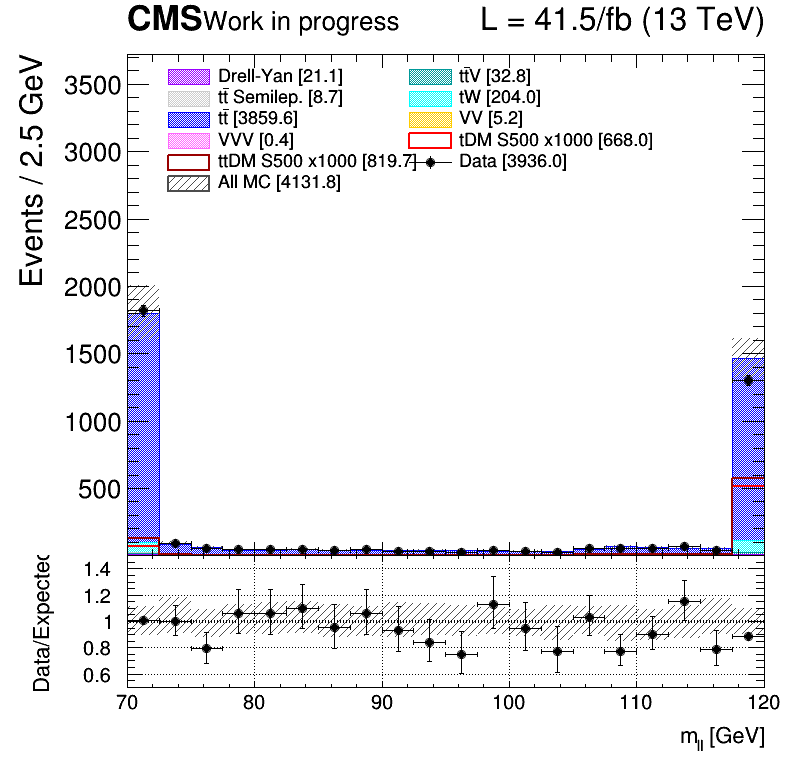 CMS Work in progress L = 41.5/fb (13 TeV)
Events / 2.5 GeV
3500
3000
2500
2000
1500
1000
500
Drell-Yan [21.1]
tt̄V [32.8]
tt̄ Semilep. [8.7]
tW [204.0]
tt̄ [3859.6]
VV [5.2]
VVV [0.4]
tDM S500 x1000 [668.0]
ttDM S500 x1000 [819.7]
Data [3936.0]
All MC [4131.8]
Data/Expected
1.4
1.2
1
0.8
0.6
70 80 90 100 110 120
m_ll [GeV]